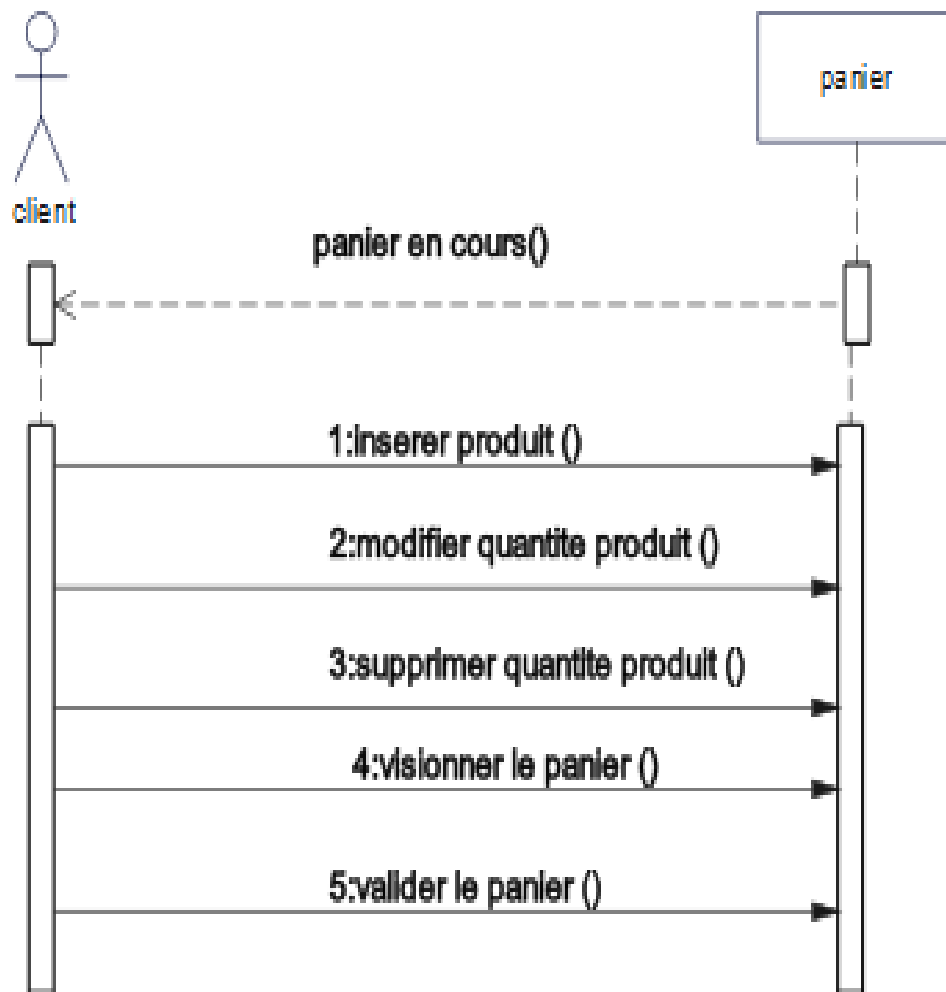 panier
client
panier en cours()
1:inserer produit ()
2:modifier quantite produit ()
3:supprimer quantite produit ()
4:visionner le panier ()
5:valider le panier ()